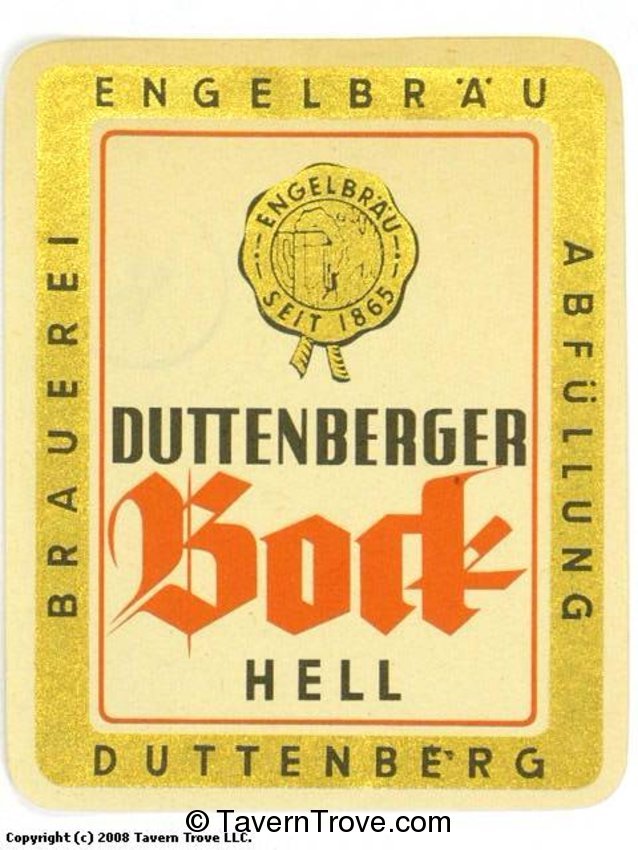 ENGELBRÄU
BRAUEREI
ABFÜLLUNG
ENGELBRÄU
SEIT 1865
DUTTENBERGER
Bock
HELL
DUTTENBERG
© TavernTrove.com
Copyright (c) 2008 Tavern Trove LLC.